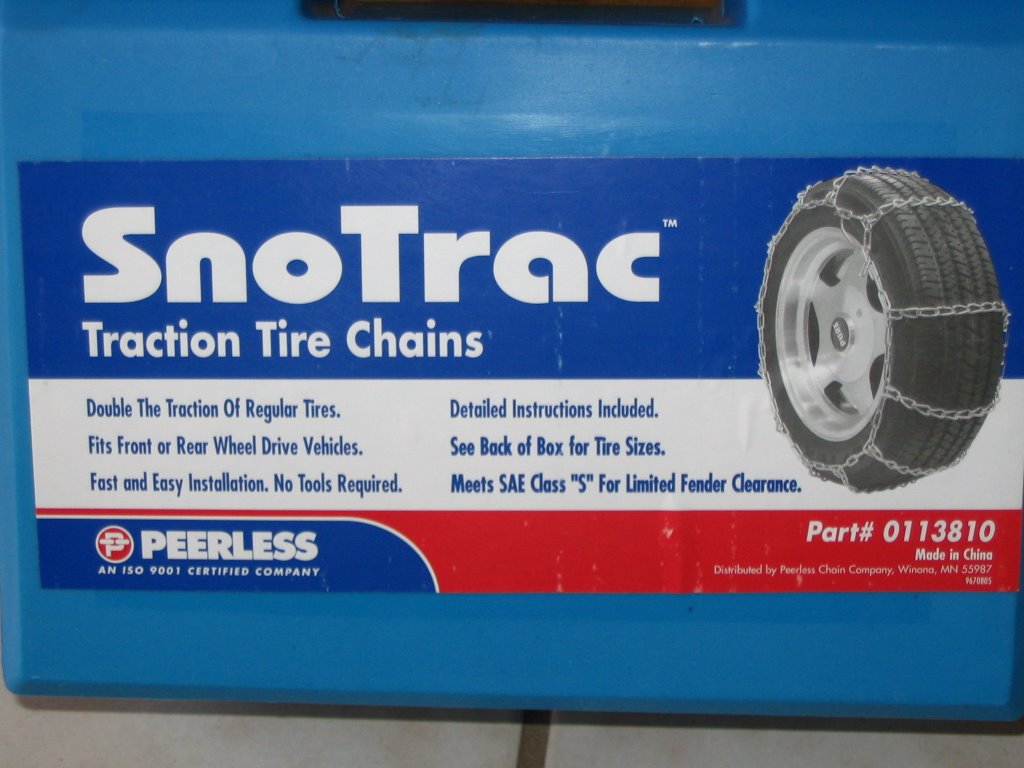 SnoTrac™
Traction Tire Chains
Double The Traction Of Regular Tires.
Fits Front or Rear Wheel Drive Vehicles.
Fast and Easy Installation. No Tools Required.
Detailed Instructions Included.
See Back of Box for Tire Sizes.
Meets SAE Class "S" For Limited Fender Clearance.
PEERLESS
AN ISO 9001 CERTIFIED COMPANY
Part# 0113810
Made in China
Distributed by Peerless Chain Company, Winona, MN 55987
9670805